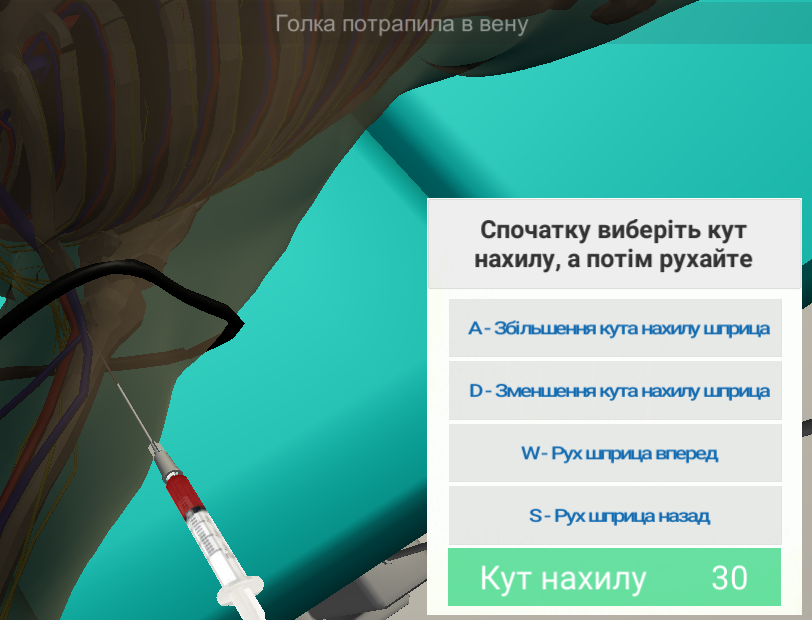 Голка потрапила в вену
Спочатку виберіть кут
нахилу, а потім рухайте
A - Збільшення кута нахилу шприца
D - Зменшення кута нахилу шприца
W - Рух шприца вперед
S - Рух шприца назад
Кут нахилу 30